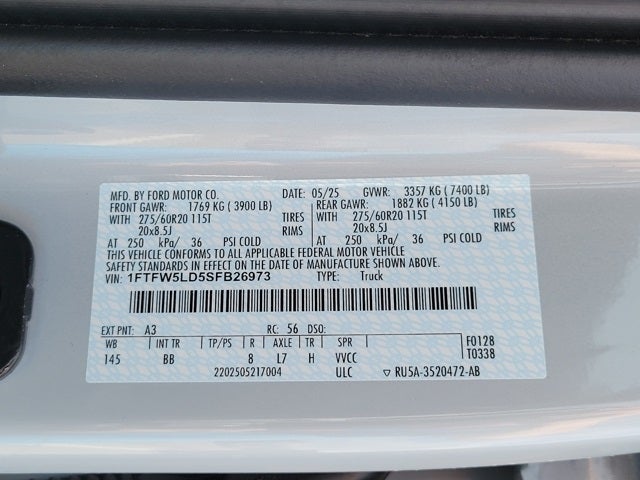 MFD. BY FORD MOTOR CO. DATE: 05/25 GVWR: 3357 KG ( 7400 LB)
FRONT GAWR: 1769 KG ( 3900 LB) REAR GAWR: 1882 KG ( 4150 LB)
WITH 275/60R20 115T TIRES WITH 275/60R20 115T TIRES
20x8.5J RIMS 20x8.5J RIMS
AT 250 kPa/ 36 PSI COLD AT 250 kPa/ 36 PSI COLD
THIS VEHICLE CONFORMS TO ALL APPLICABLE FEDERAL MOTOR VEHICLE
SAFETY STANDARDS IN EFFECT ON THE DATE OF MANUFACTURE SHOWN ABOVE.
VIN: 1FTFW5LD5SFB26973 TYPE: Truck
EXT PNT: A3 RC: 56 DSO:
WB INT TR TP/PS R AXLE TR SPR F0128
145 BB 8 L7 H VVCC T0338
2202505217004 ULC ▽ RU5A-3520472-AB